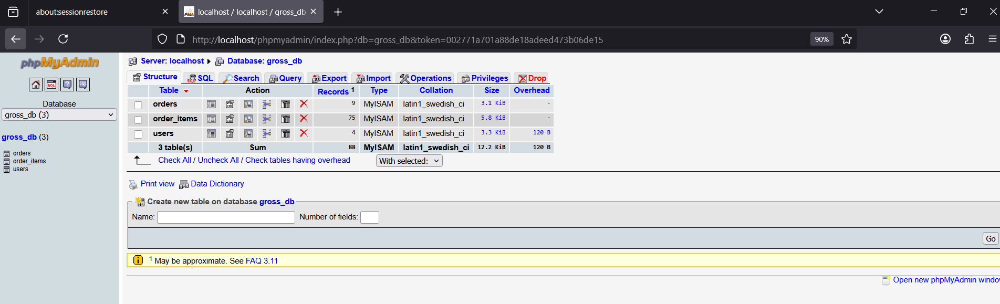 about:sessionrestore
localhost / localhost / gross_db
http://localhost/phpmyadmin/index.php?db=gross_db&token=002771a701a88de18adeed473b06de15
90%
phpMyAdmin
SQL
SQL
Database
gross_db (3)
gross_db (3)
orders
order_items
users
Server: localhost Database: gross_db
Structure SQL Search Query Export Import Operations Privileges Drop
Table Action Records 1 Type Collation Size Overhead
orders 9 MyISAM latin1_swedish_ci 3.1 KiB -
order_items 75 MyISAM latin1_swedish_ci 5.8 KiB -
users 4 MyISAM latin1_swedish_ci 3.3 KiB 120 B
3 table(s) Sum 88 MyISAM latin1_swedish_ci 12.2 KiB 120 B
Check All / Uncheck All / Check tables having overhead With selected:
Print view Data Dictionary
Create new table on database gross_db
Name: Number of fields:
Go
1 May be approximate. See FAQ 3.11
Open new phpMyAdmin windo